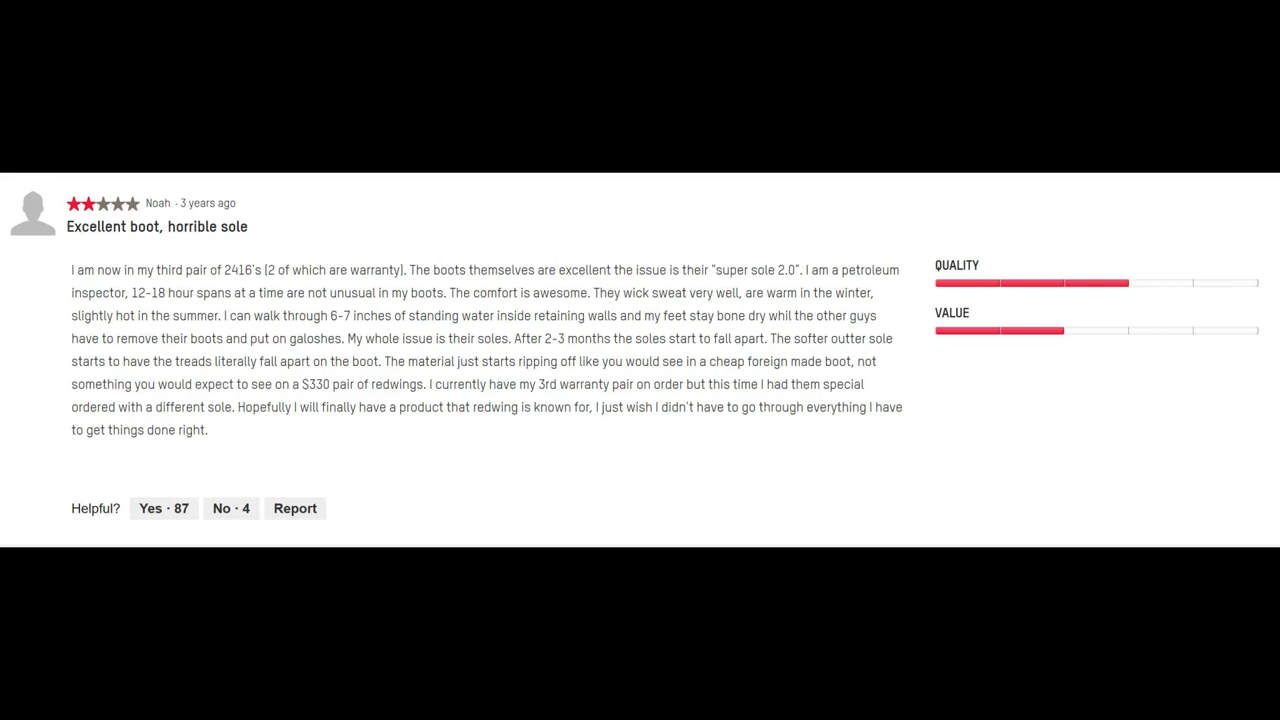 Noah · 3 years ago
Excellent boot, horrible sole
I am now in my third pair of 2416's (2 of which are warranty). The boots themselves are excellent the issue is their "super sole 2.0". I am a petroleum
inspector, 12-18 hour spans at a time are not unusual in my boots. The comfort is awesome. They wick sweat very well, are warm in the winter,
slightly hot in the summer. I can walk through 6-7 inches of standing water inside retaining walls and my feet stay bone dry whil the other guys
have to remove their boots and put on galoshes. My whole issue is their soles. After 2-3 months the soles start to fall apart. The softer outter sole
starts to have the treads literally fall apart on the boot. The material just starts ripping off like you would see in a cheap foreign made boot, not
something you would expect to see on a $330 pair of redwings. I currently have my 3rd warranty pair on order but this time I had them special
ordered with a different sole. Hopefully I will finally have a product that redwing is known for, I just wish I didn't have to go through everything I have
to get things done right.
QUALITY
VALUE
Helpful? Yes · 87 No · 4 Report